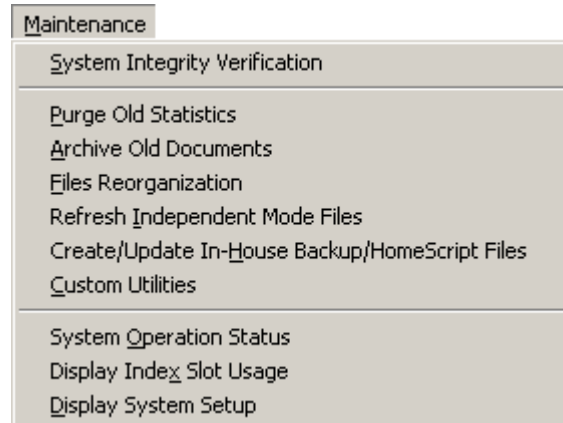 Maintenance
System Integrity Verification
Purge Old Statistics
Archive Old Documents
Files Reorganization
Refresh Independent Mode Files
Create/Update In-House Backup/HomeScript Files
Custom Utilities
System Operation Status
Display Index Slot Usage
Display System Setup